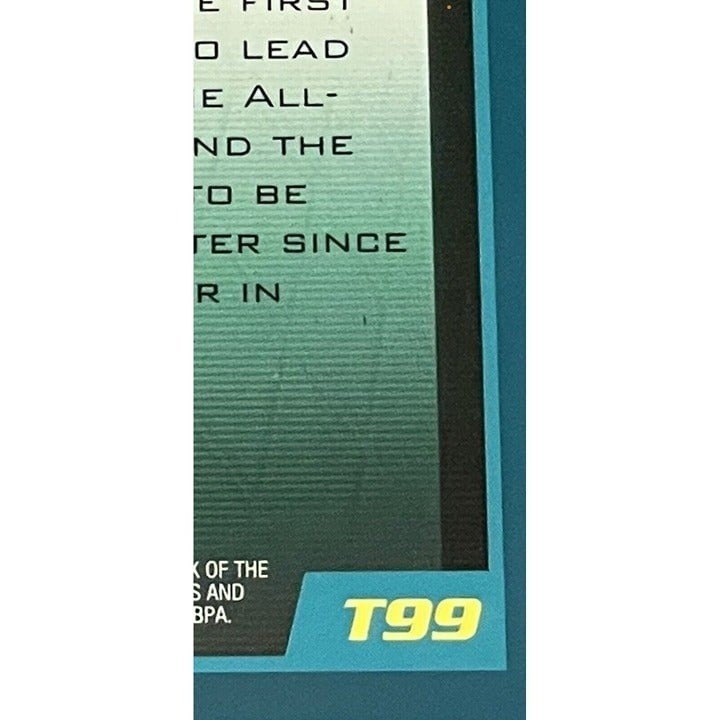 E FIRST
O LEAD
E ALL-
ND THE
TO BE
TER SINCE
R IN
K OF THE
S AND
BPA.
T99